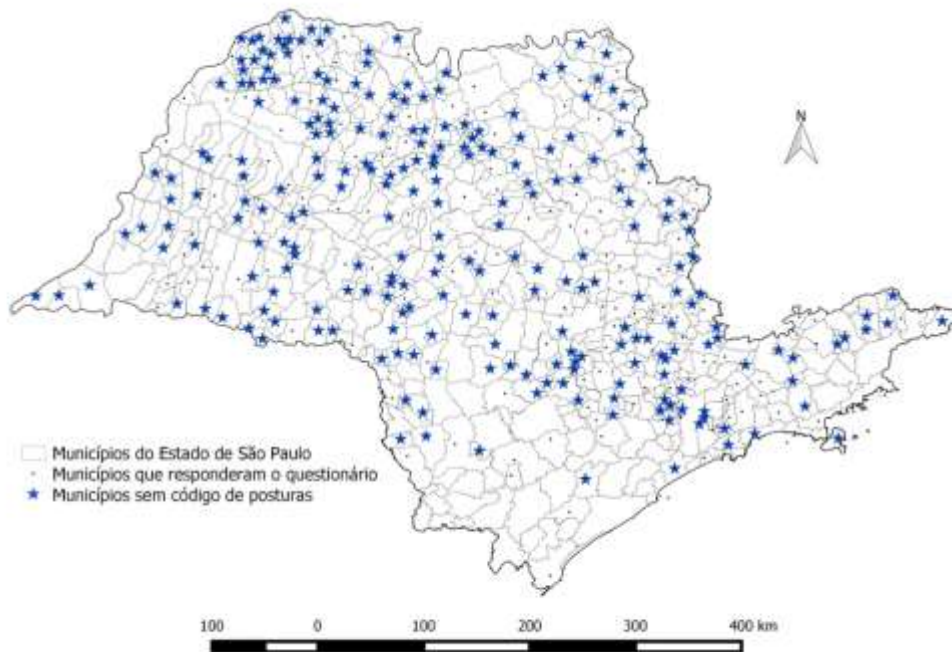 N
Municípios do Estado de São Paulo
Municípios que responderam o questionário
Municípios sem código de posturas
100 0 100 200 300 400 km